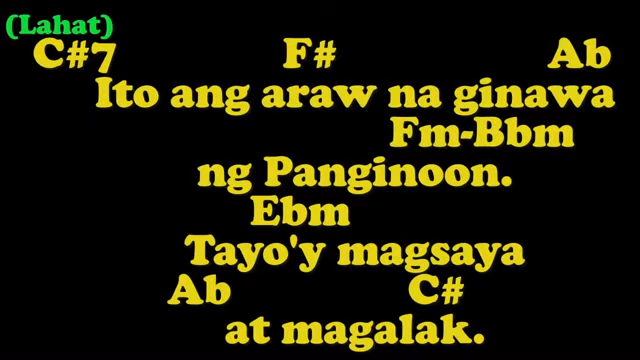 (Lahat)
C#7 F# Ab
Ito ang araw na ginawa
Fm-Bbm
ng Panginoon.
Ebm
Tayo'y magsaya
Ab C#
at magalak.